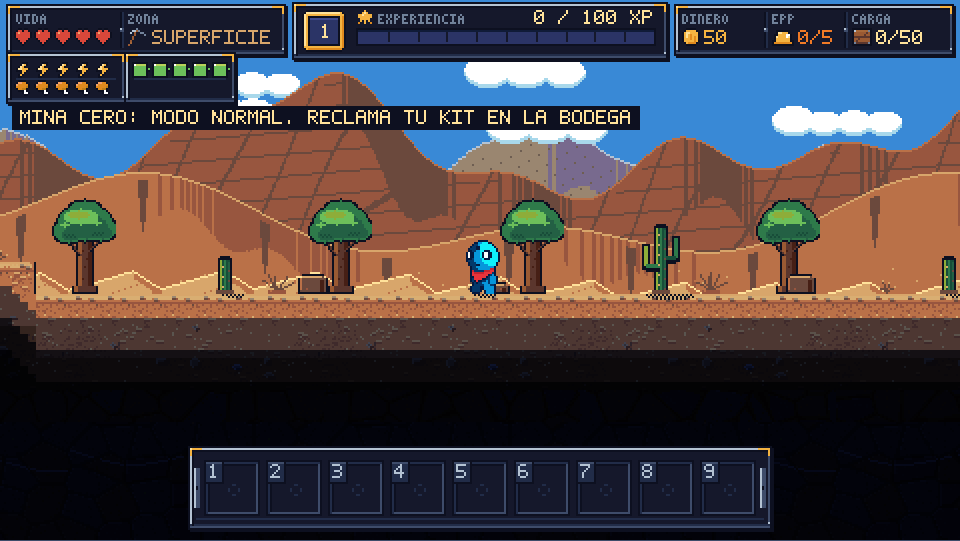 VIDA
ZONA
SUPERFICIE
1
EXPERIENCIA
0 / 100 XP
DINERO
50
EPP
0/5
CARGA
0/50
MINA CERO: MODO NORMAL. RECLAMA TU KIT EN LA BODEGA
1 2 3 4 5 6 7 8 9